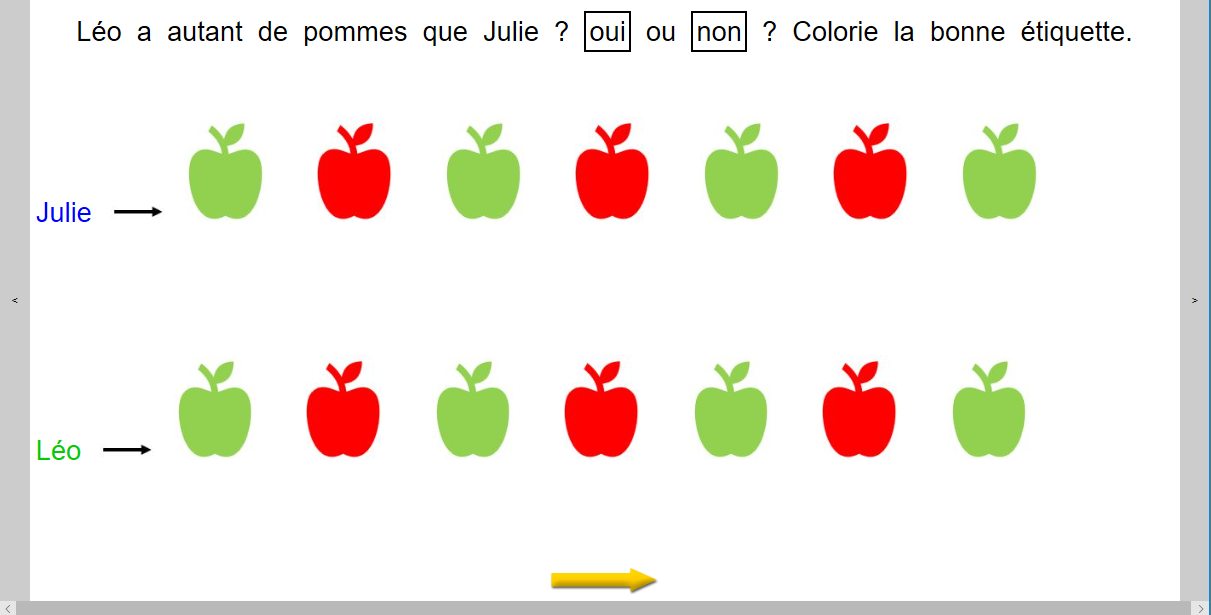 Léo a autant de pommes que Julie ? oui ou non ? Colorie la bonne étiquette.
Julie
<
>
Léo